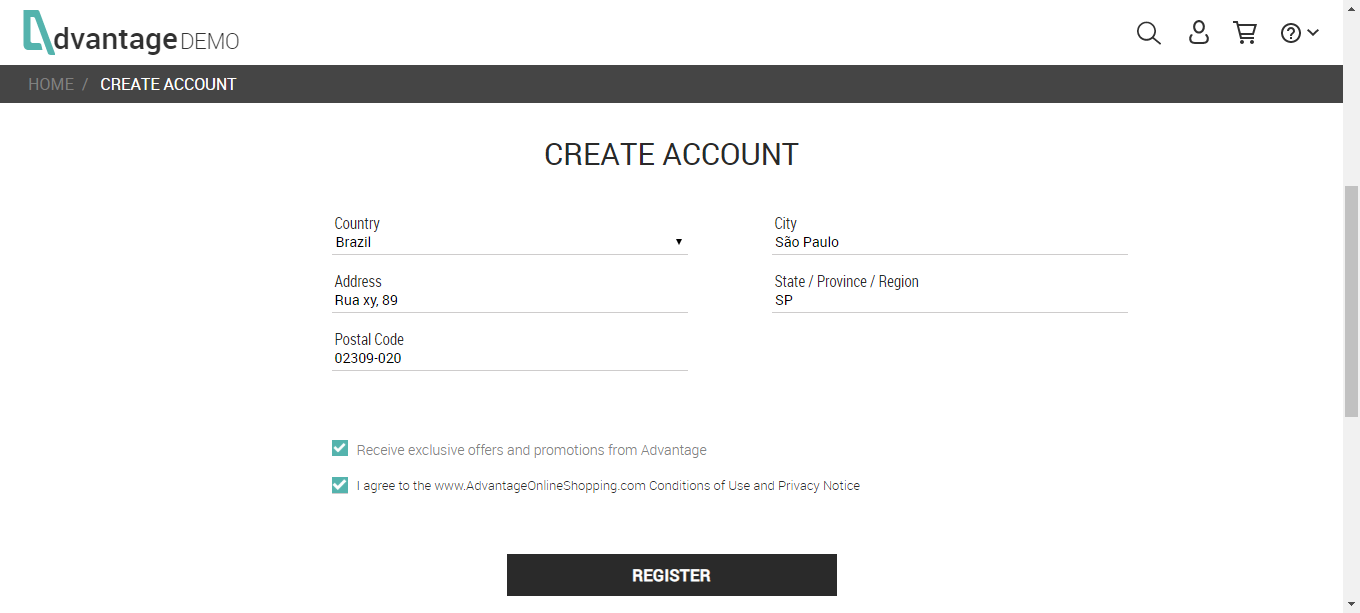 dvantage DEMO
HOME / CREATE ACCOUNT
CREATE ACCOUNT
Country
Brazil
City
São Paulo
Address
Rua xy, 89
State / Province / Region
SP
Postal Code
02309-020
Receive exclusive offers and promotions from Advantage
I agree to the www.AdvantageOnlineShopping.com Conditions of Use and Privacy Notice
REGISTER